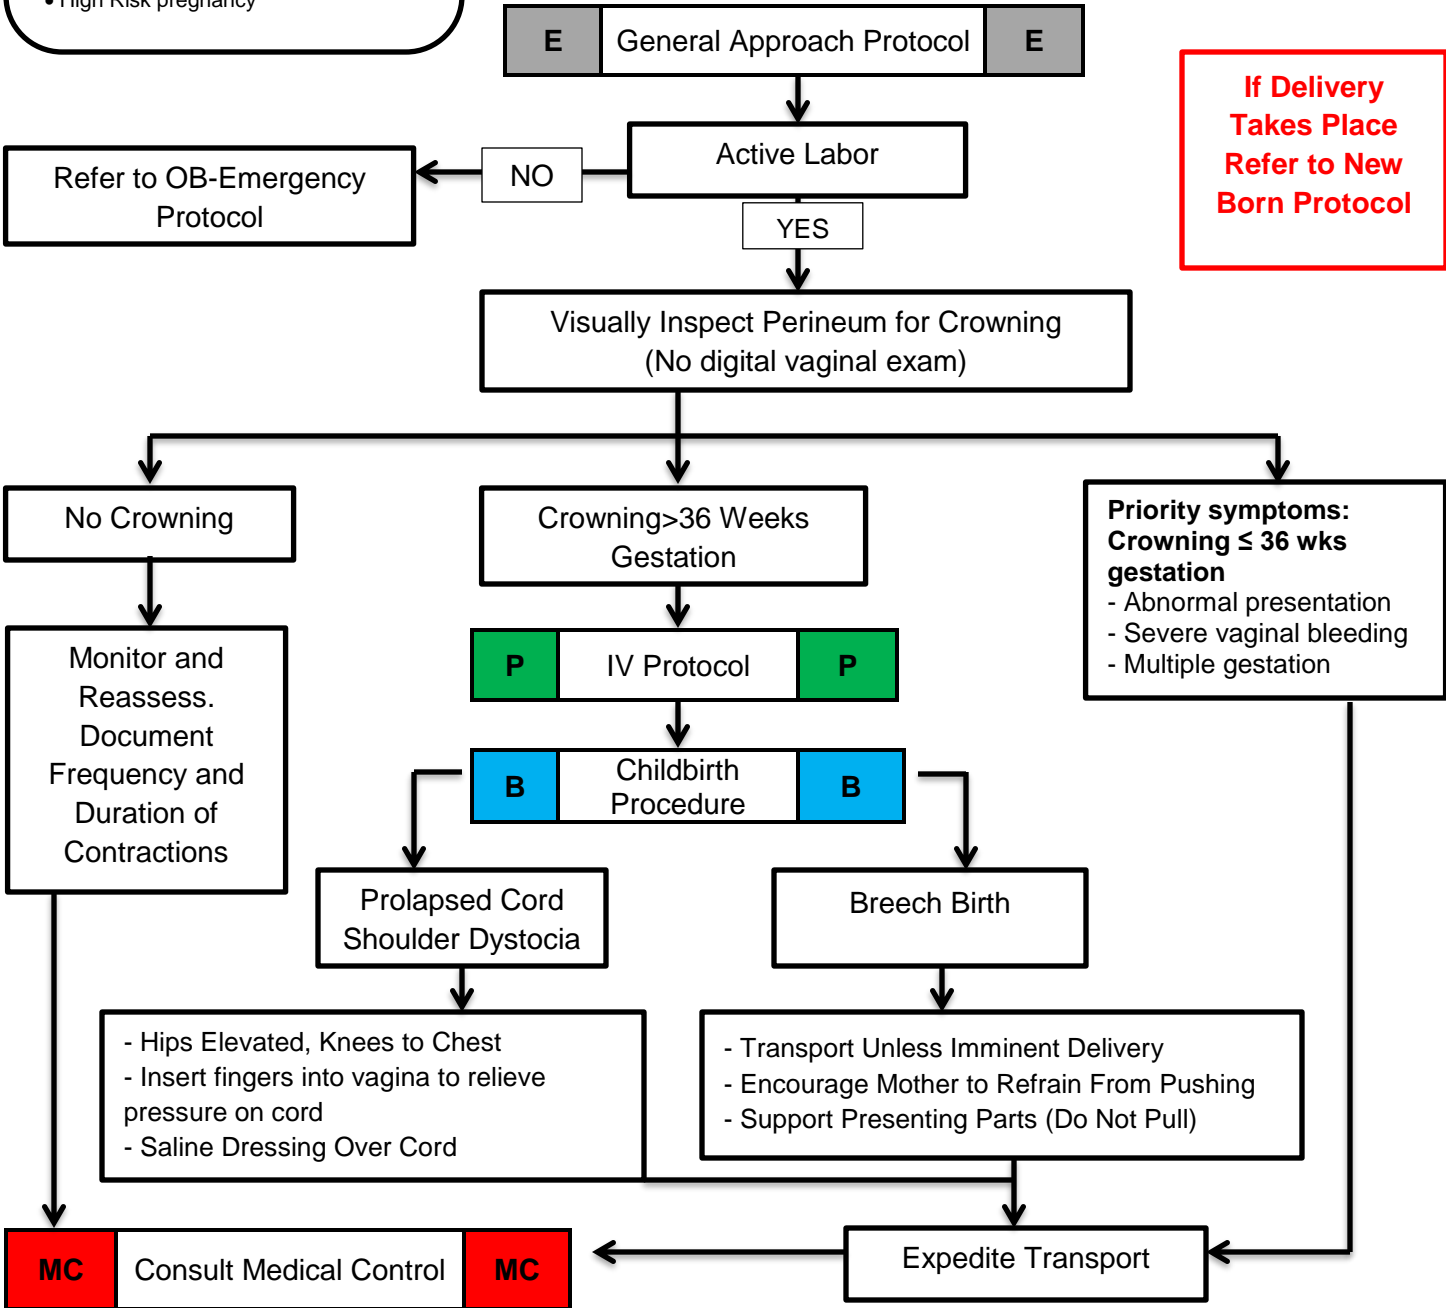 • High Risk pregnancy
E General Approach Protocol E
If Delivery
Takes Place
Refer to New
Born Protocol
Active Labor
NO
Refer to OB-Emergency
Protocol
YES
Visually Inspect Perineum for Crowning
(No digital vaginal exam)
No Crowning
Crowning>36 Weeks
Gestation
Priority symptoms:
Crowning ≤ 36 wks
gestation
- Abnormal presentation
- Severe vaginal bleeding
- Multiple gestation
Monitor and
Reassess.
Document
Frequency and
Duration of
Contractions
P IV Protocol P
B Childbirth B
Procedure
Prolapsed Cord
Shoulder Dystocia
Breech Birth
- Hips Elevated, Knees to Chest
- Insert fingers into vagina to relieve
pressure on cord
- Saline Dressing Over Cord
- Transport Unless Imminent Delivery
- Encourage Mother to Refrain From Pushing
- Support Presenting Parts (Do Not Pull)
MC Consult Medical Control MC
Expedite Transport